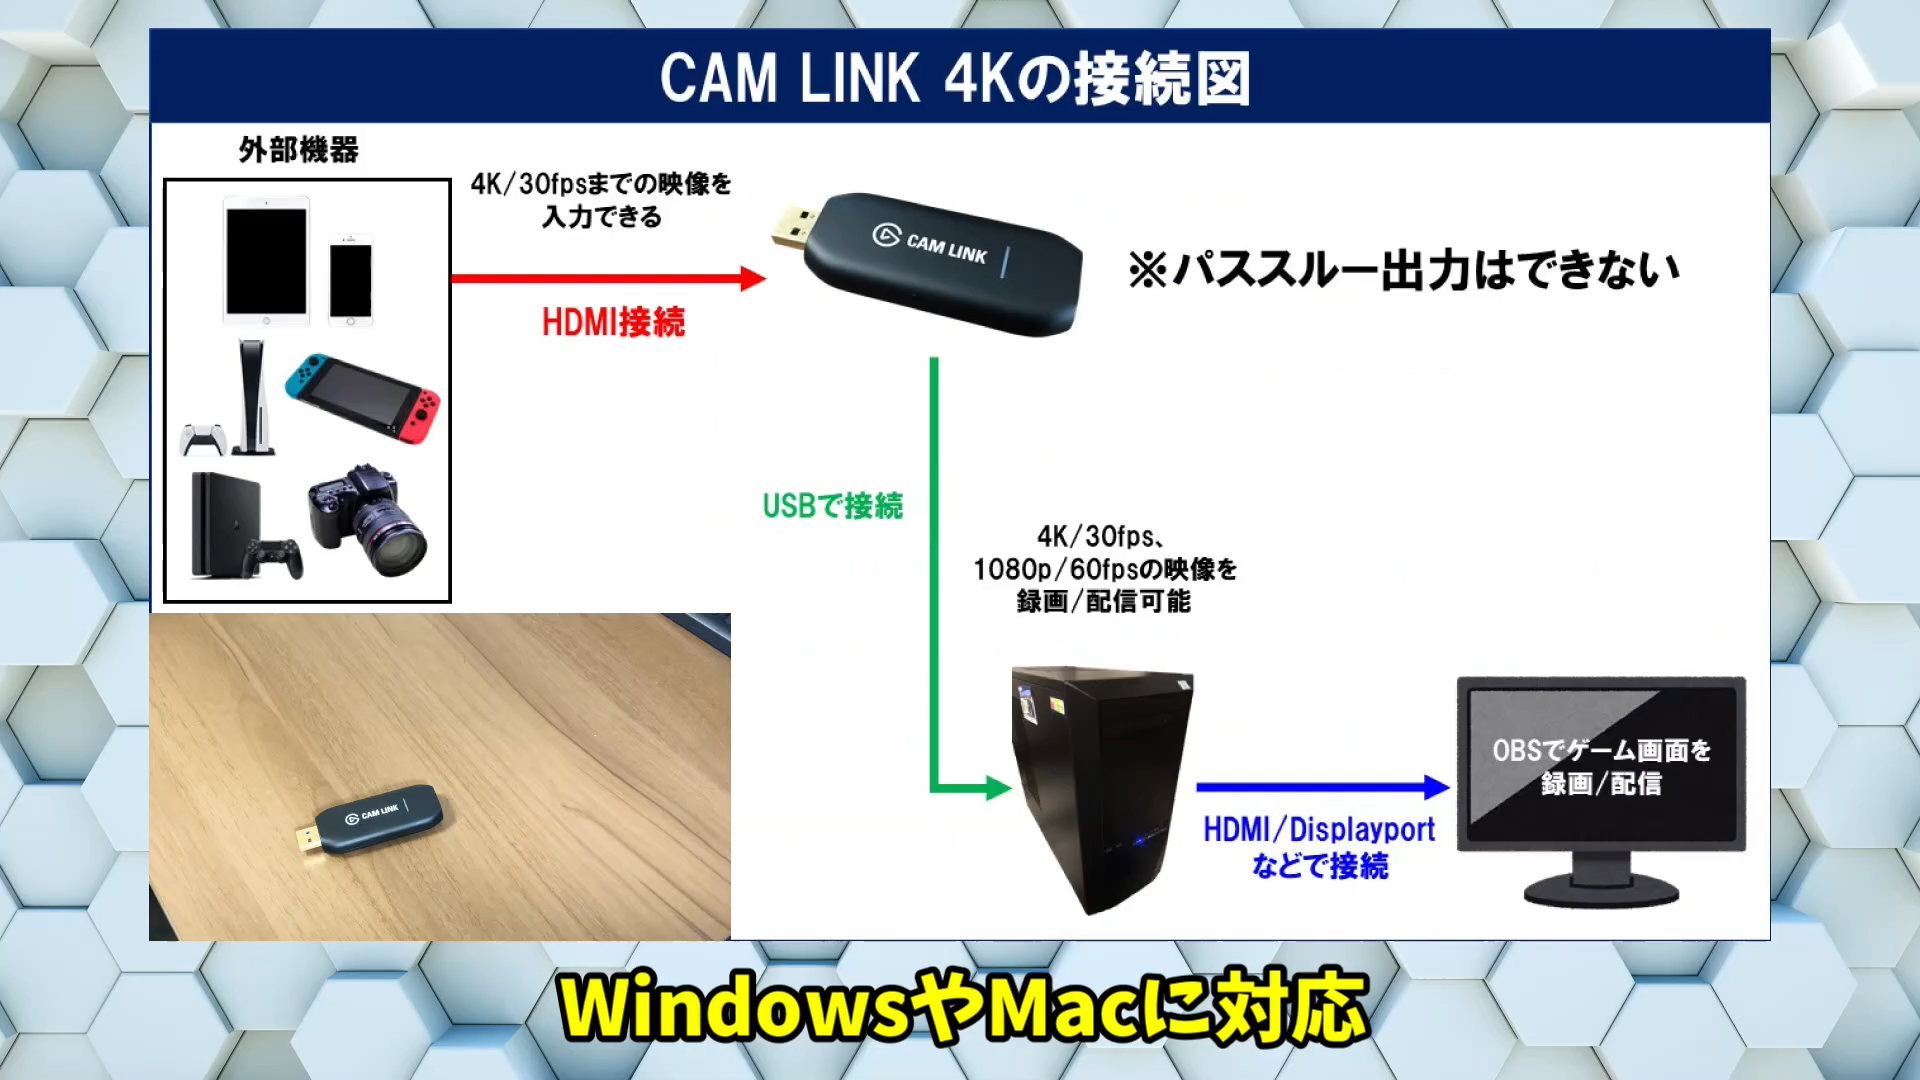 CAM LINK 4Kの接続図
外部機器
4K/30fpsまでの映像を
入力できる
HDMI接続
CAM LINK
※パススルー出力はできない
USBで接続
4K/30fps、
1080p/60fpsの映像を
録画/配信可能
OBSでゲーム画面を
録画/配信
HDMI/Displayport
などで接続
CAM LINK
WindowsやMacに対応